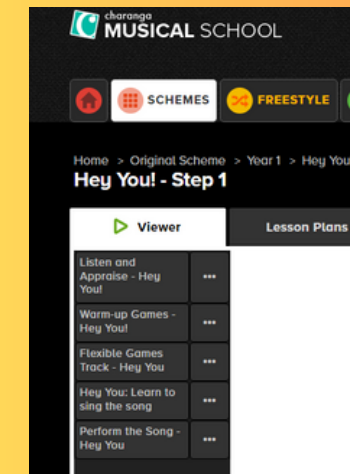 charanga
MUSICAL SCHOOL
SCHEMES
FREESTYLE
Home > Original Scheme > Year 1 > Hey You
Hey You! - Step 1
Viewer
Lesson Plans
Listen and
Appraise - Hey
You!
Warm-up Games -
Hey You!
Flexible Games
Track - Hey You
Hey You: Learn to
sing the song
Perform the Song -
Hey You